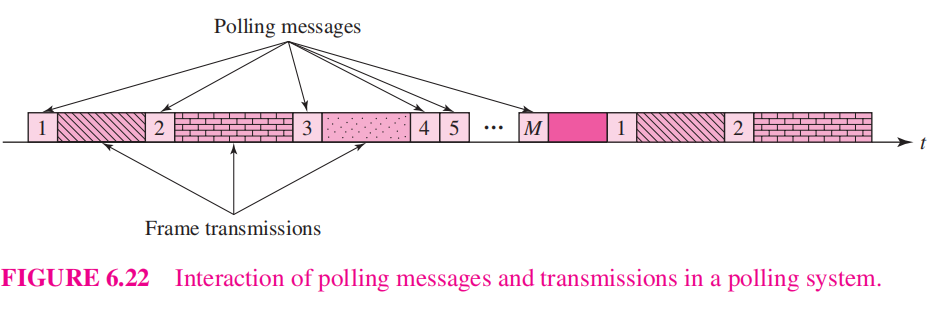 Polling messages
1 2 3 4 5 ... M 1 2
t
Frame transmissions
FIGURE 6.22 Interaction of polling messages and transmissions in a polling system.